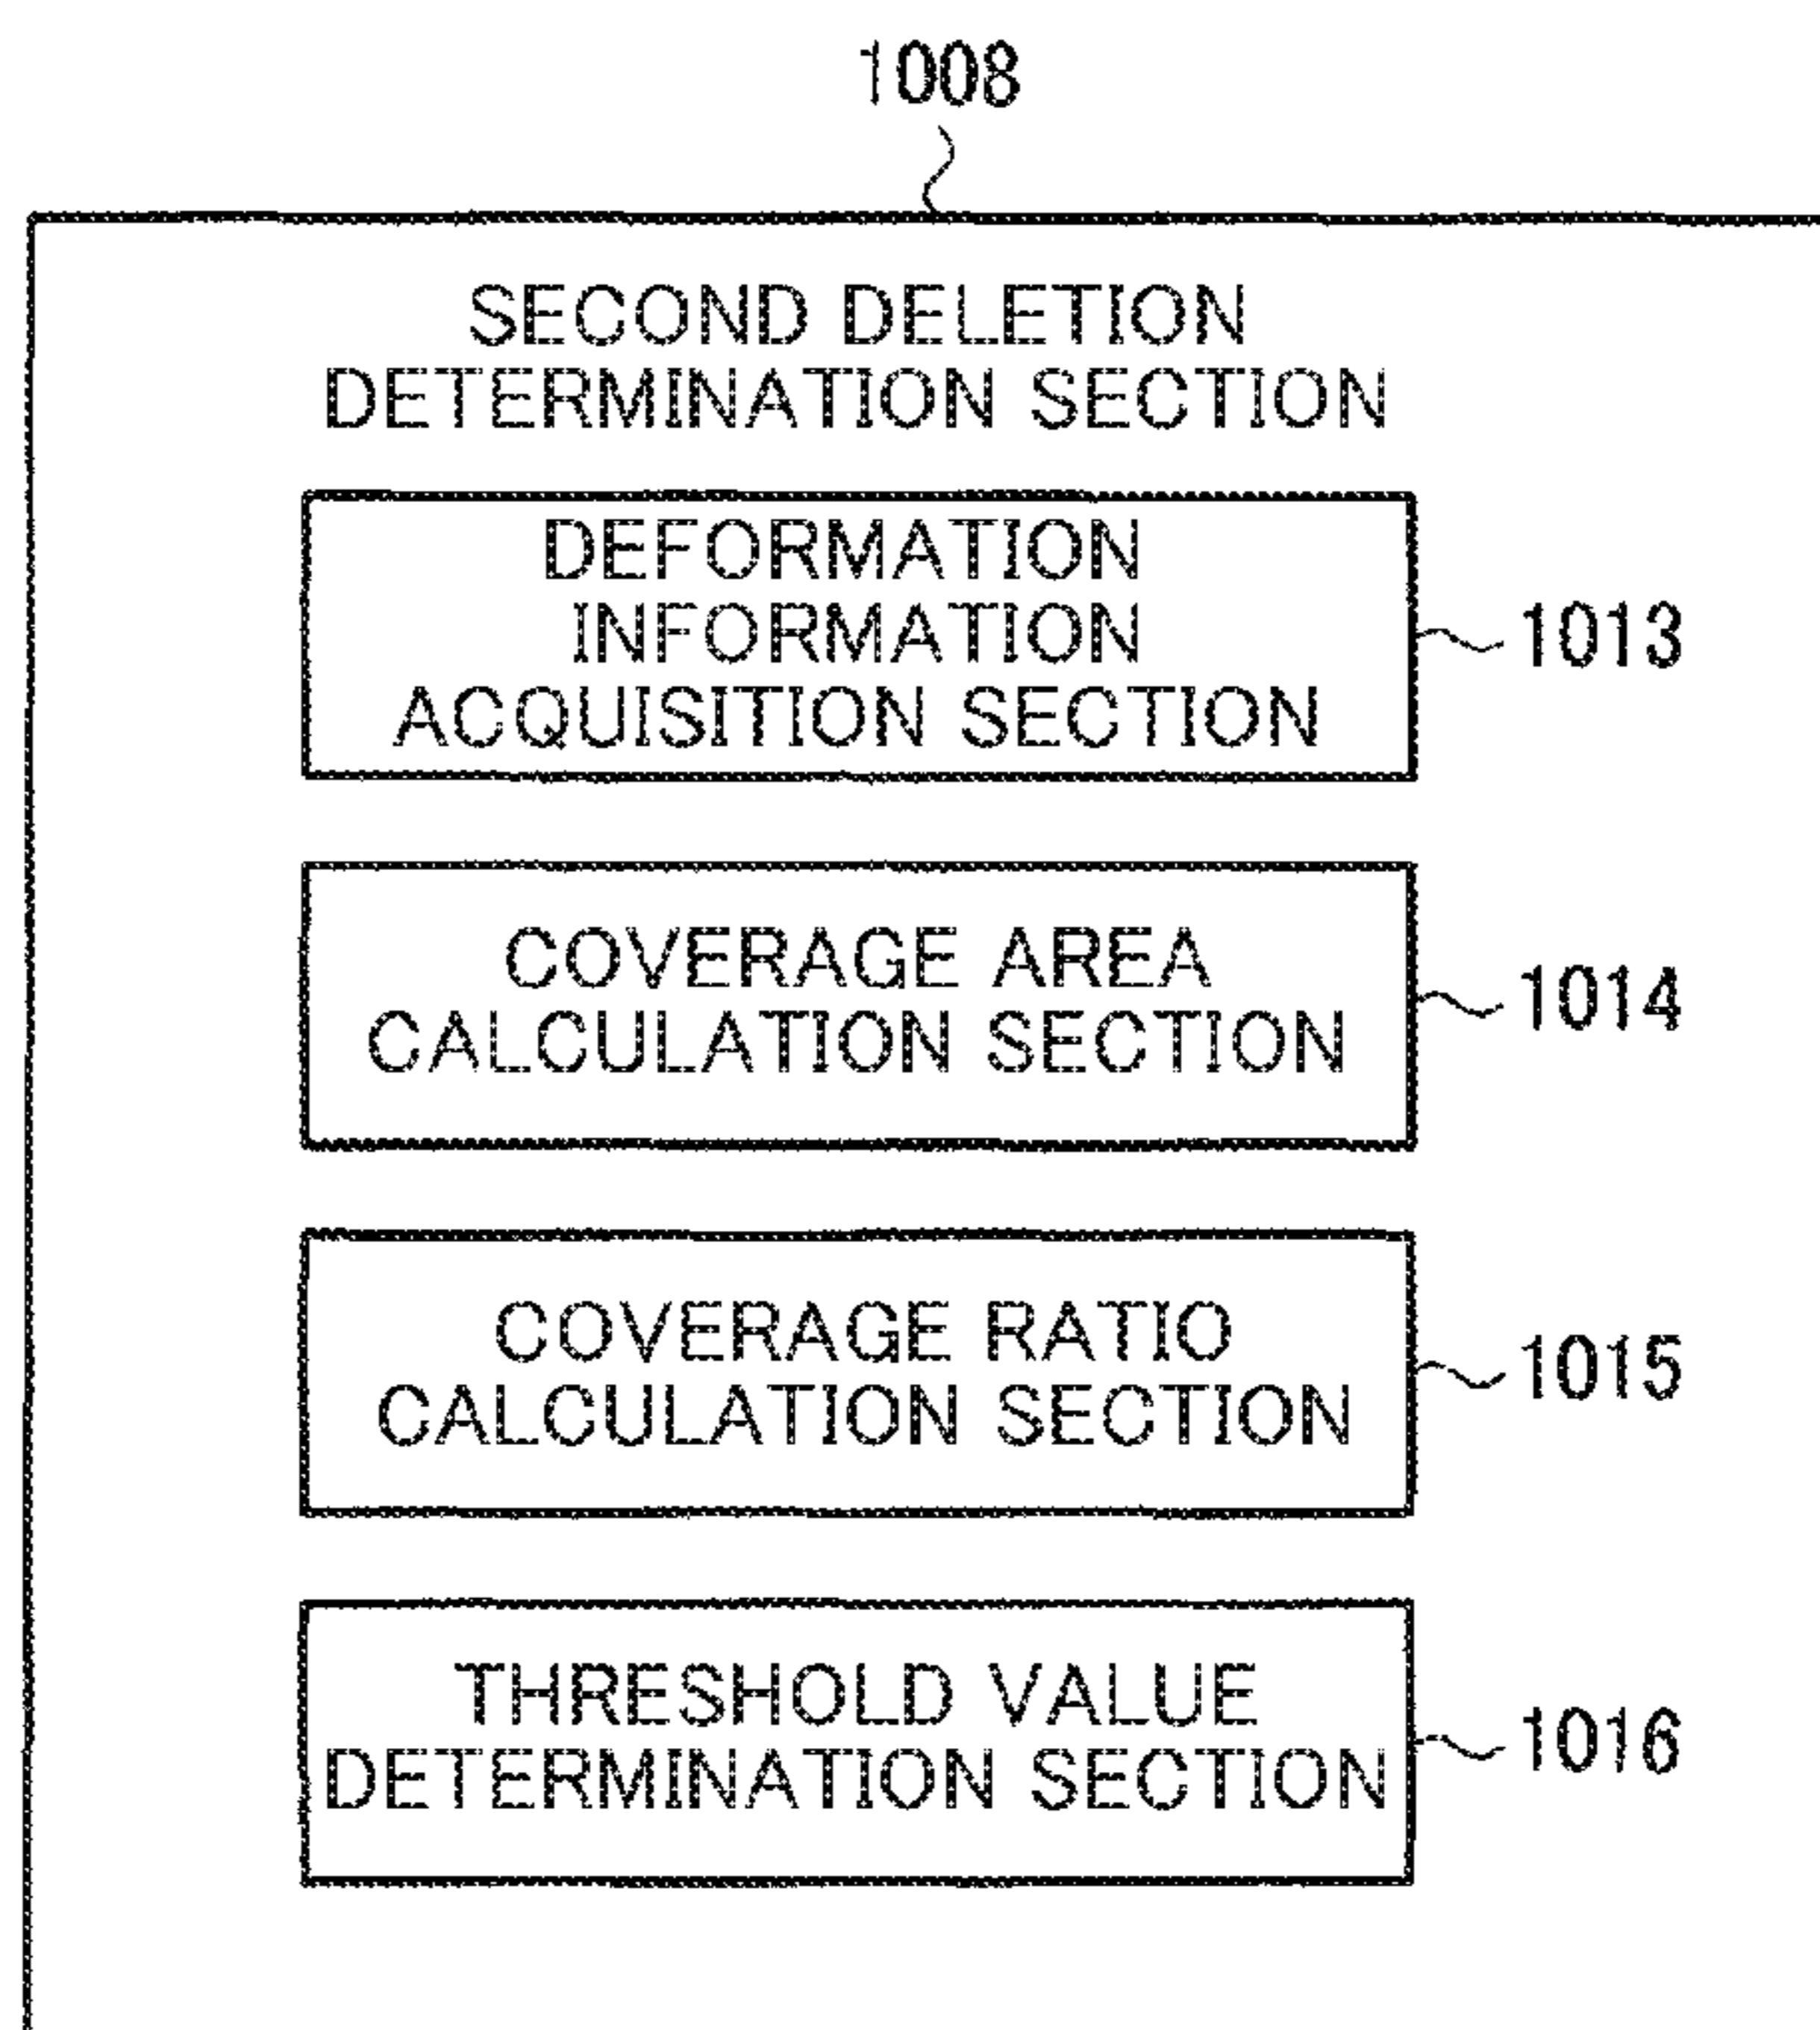 1008
SECOND DELETION
DETERMINATION SECTION
DEFORMATION
INFORMATION
ACQUISITION SECTION
1013
COVERAGE AREA
CALCULATION SECTION
1014
COVERAGE RATIO
CALCULATION SECTION
1015
THRESHOLD VALUE
DETERMINATION SECTION
1016